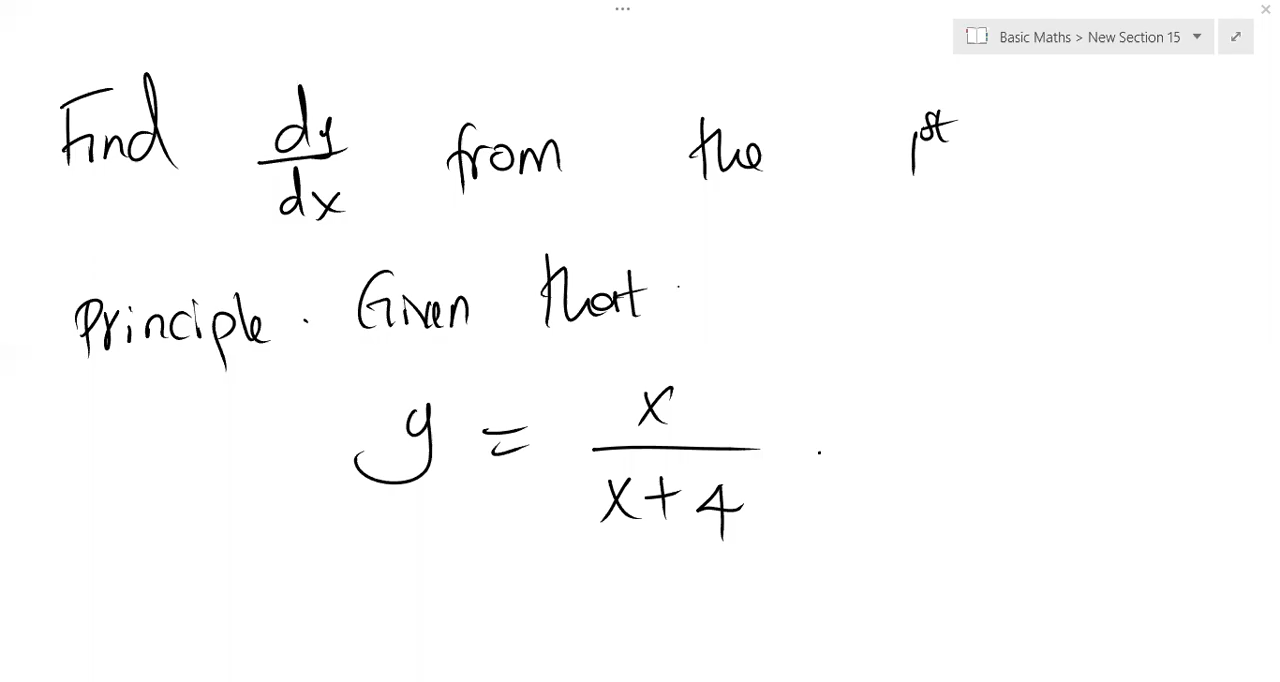 Basic Maths > New Section 15
Find dy/dx from the 1st
Principle. Given that
y = x/(x+4)